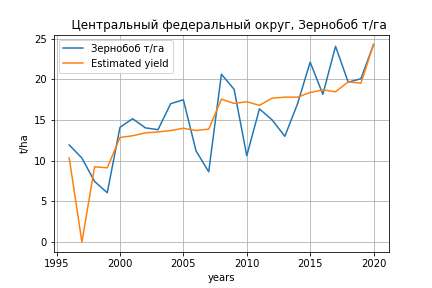 Центральный федеральный округ, Зернобоб т/га
Зернобоб т/га
Estimated yield
t/ha
25
20
15
10
5
0
1995
2000
2005
2010
2015
2020
years